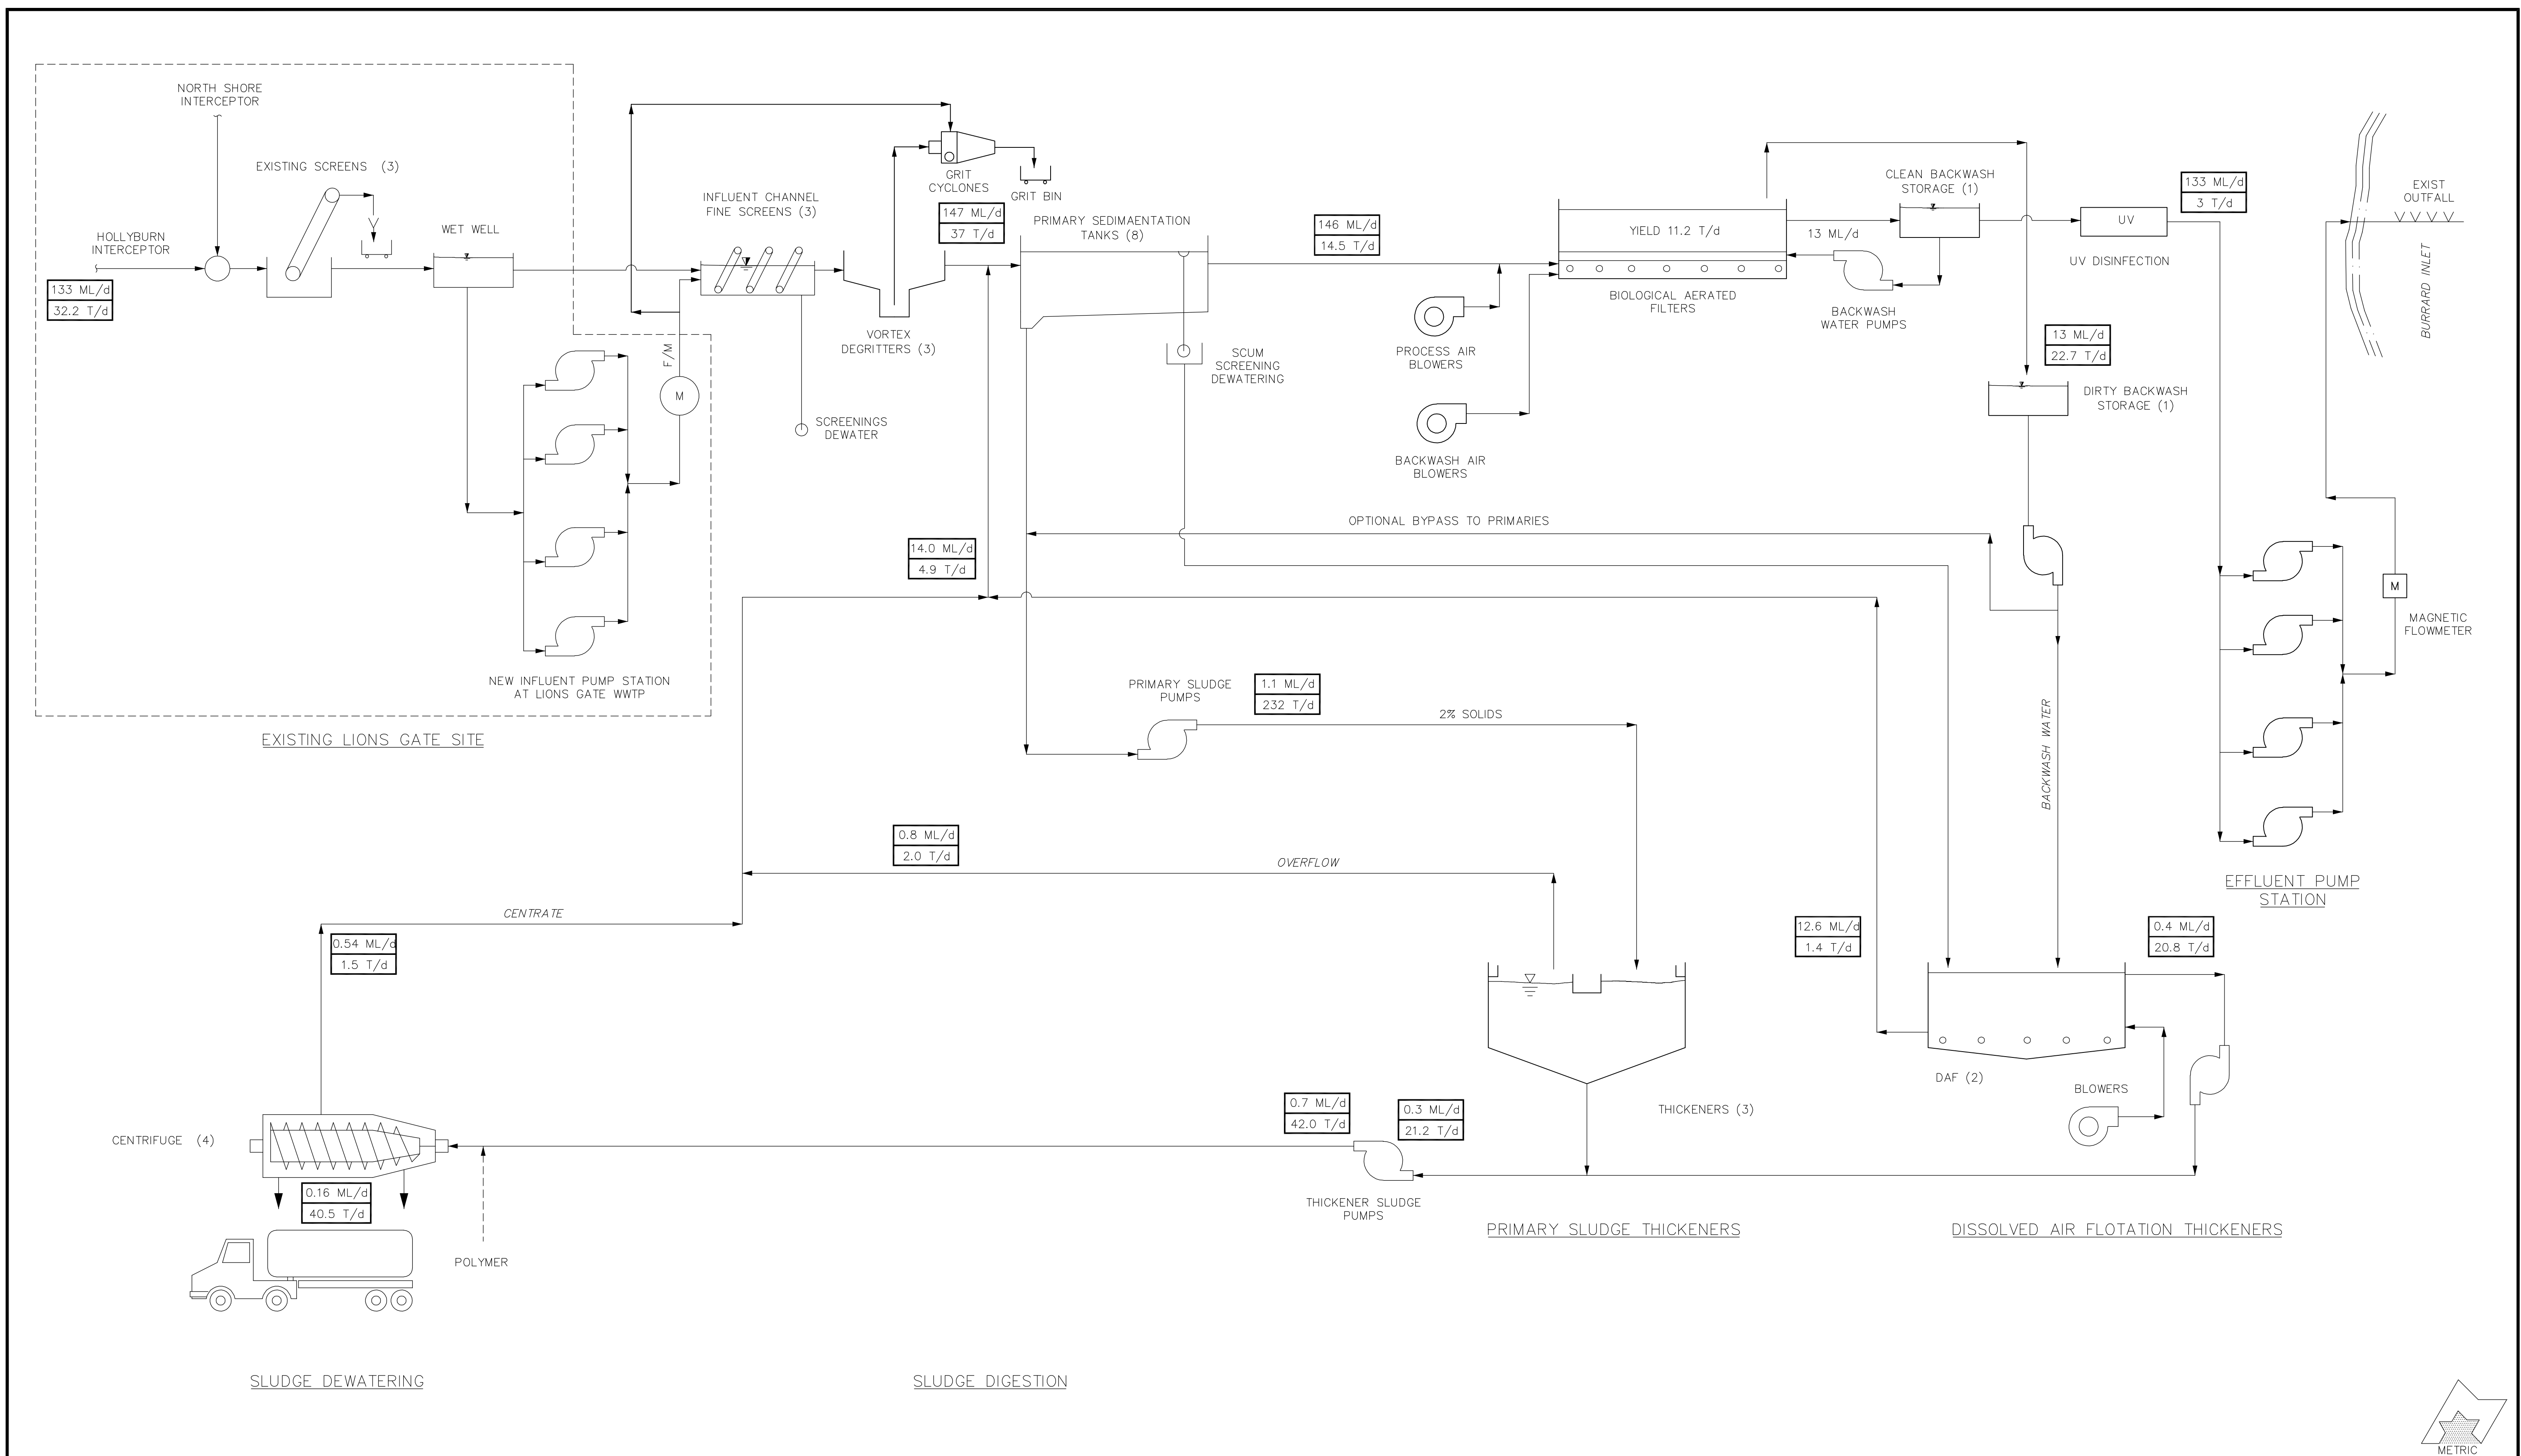 NORTH SHORE
INTERCEPTOR
EXISTING SCREENS (3)
HOLLYBURN
INTERCEPTOR
WET WELL
133 ML/d
32.2 T/d
INFLUENT CHANNEL
FINE SCREENS (3)
GRIT
CYCLONES
GRIT BIN
147 ML/d
37 T/d
PRIMARY SEDIMAENTATION
TANKS (8)
VORTEX
DEGRITTERS (3)
F/M
M
SCREENINGS
DEWATER
SCUM
SCREENING
DEWATERING
146 ML/d
14.5 T/d
PROCESS AIR
BLOWERS
BACKWASH AIR
BLOWERS
YIELD 11.2 T/d
BIOLOGICAL AERATED
FILTERS
13 ML/d
BACKWASH
WATER PUMPS
CLEAN BACKWASH
STORAGE (1)
UV
UV DISINFECTION
133 ML/d
3 T/d
EXIST
OUTFALL
BURRARD INLET
13 ML/d
22.7 T/d
DIRTY BACKWASH
STORAGE (1)
OPTIONAL BYPASS TO PRIMARIES
14.0 ML/d
4.9 T/d
M
MAGNETIC
FLOWMETER
NEW INFLUENT PUMP STATION
AT LIONS GATE WWTP
EXISTING LIONS GATE SITE
PRIMARY SLUDGE
PUMPS
1.1 ML/d
232 T/d
2% SOLIDS
BACKWASH WATER
0.8 ML/d
2.0 T/d
OVERFLOW
EFFLUENT PUMP
STATION
CENTRATE
0.54 ML/d
1.5 T/d
12.6 ML/d
1.4 T/d
0.4 ML/d
20.8 T/d
DAF (2)
BLOWERS
THICKENERS (3)
0.7 ML/d
42.0 T/d
0.3 ML/d
21.2 T/d
CENTRIFUGE (4)
0.16 ML/d
40.5 T/d
POLYMER
THICKENER SLUDGE
PUMPS
PRIMARY SLUDGE THICKENERS
DISSOLVED AIR FLOTATION THICKENERS
SLUDGE DEWATERING
SLUDGE DIGESTION
METRIC